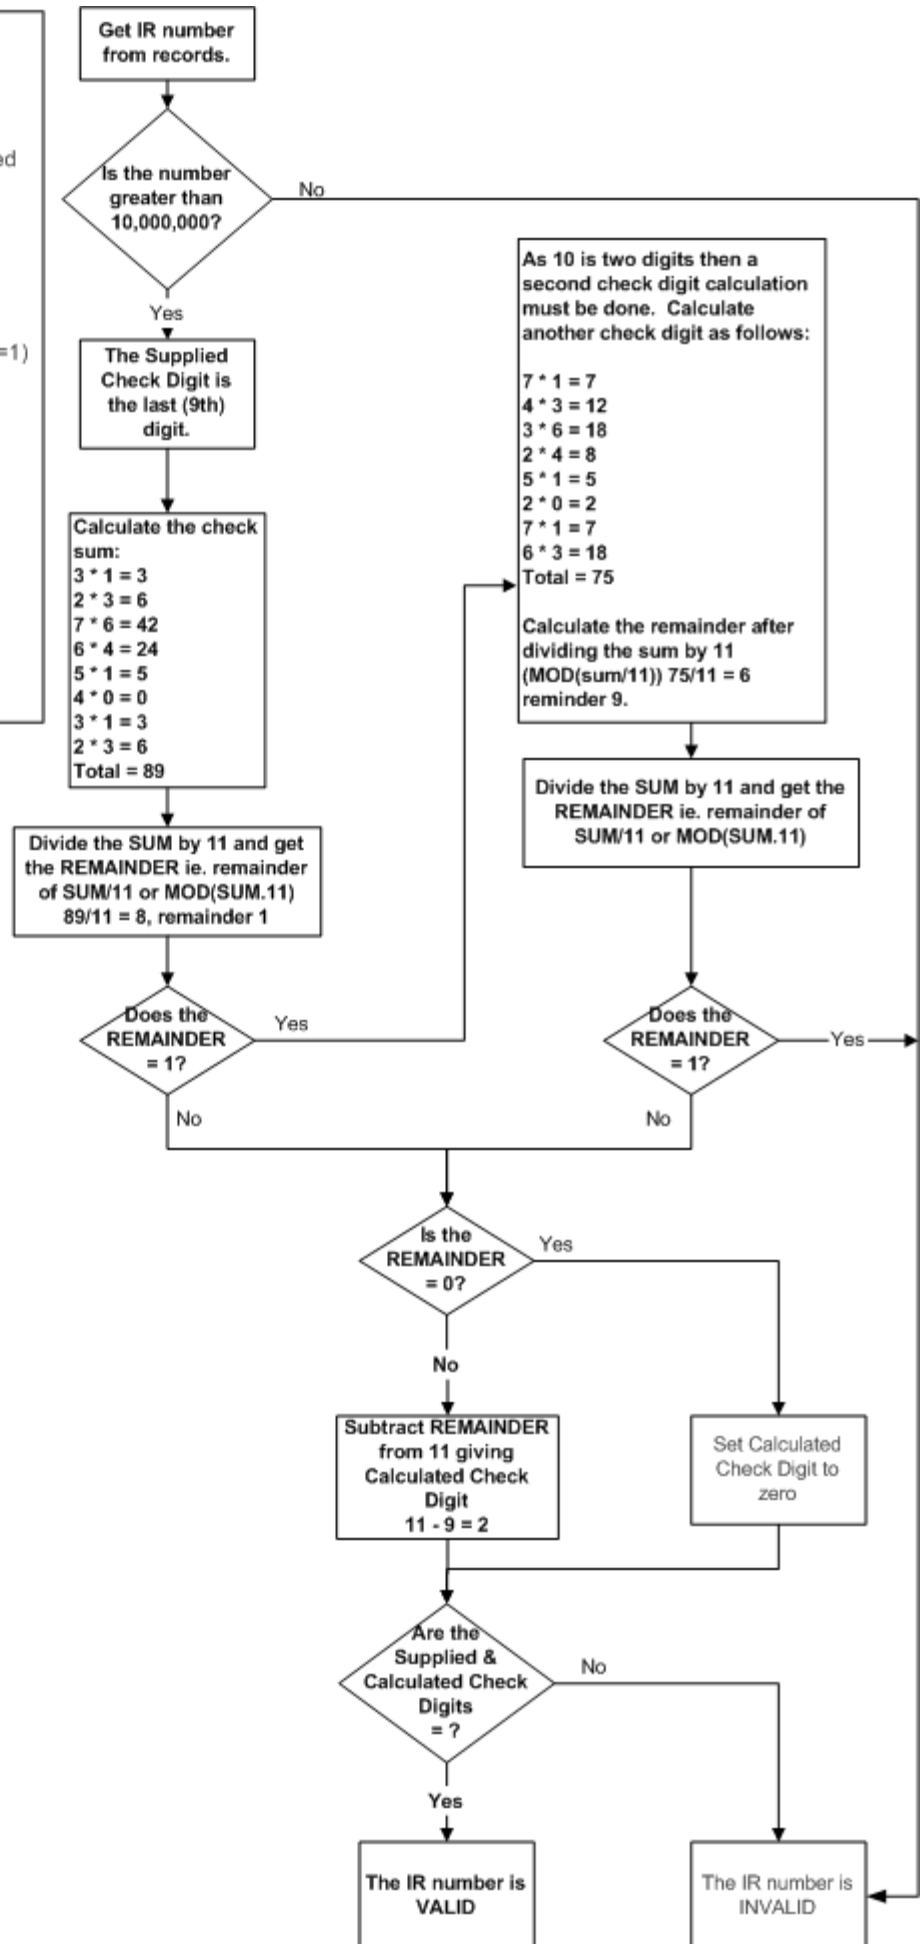 Get IR number
from records.
ed
Is the number
greater than
10,000,000?
No
Yes
=1)
The Supplied
Check Digit is
the last (9th)
digit.
Calculate the check
sum:
3 * 1 = 3
2 * 3 = 6
7 * 6 = 42
6 * 4 = 24
5 * 1 = 5
4 * 0 = 0
3 * 1 = 3
2 * 3 = 6
Total = 89
Divide the SUM by 11 and get
the REMAINDER ie. remainder
of SUM/11 or MOD(SUM.11)
89/11 = 8, remainder 1
Does the
REMAINDER
= 1?
Yes
No
As 10 is two digits then a
second check digit calculation
must be done. Calculate
another check digit as follows:
7 * 1 = 7
4 * 3 = 12
3 * 6 = 18
2 * 4 = 8
5 * 1 = 5
2 * 0 = 2
7 * 1 = 7
6 * 3 = 18
Total = 75
Calculate the remainder after
dividing the sum by 11
(MOD(sum/11)) 75/11 = 6
reminder 9.
Divide the SUM by 11 and get the
REMAINDER ie. remainder of
SUM/11 or MOD(SUM.11)
Does the
REMAINDER
= 1?
Yes
No
Is the
REMAINDER
= 0?
Yes
No
Subtract REMAINDER
from 11 giving
Calculated Check
Digit
11 - 9 = 2
Set Calculated
Check Digit to
zero
Are the
Supplied &
Calculated Check
Digits
= ?
No
Yes
The IR number is
VALID
The IR number is
INVALID